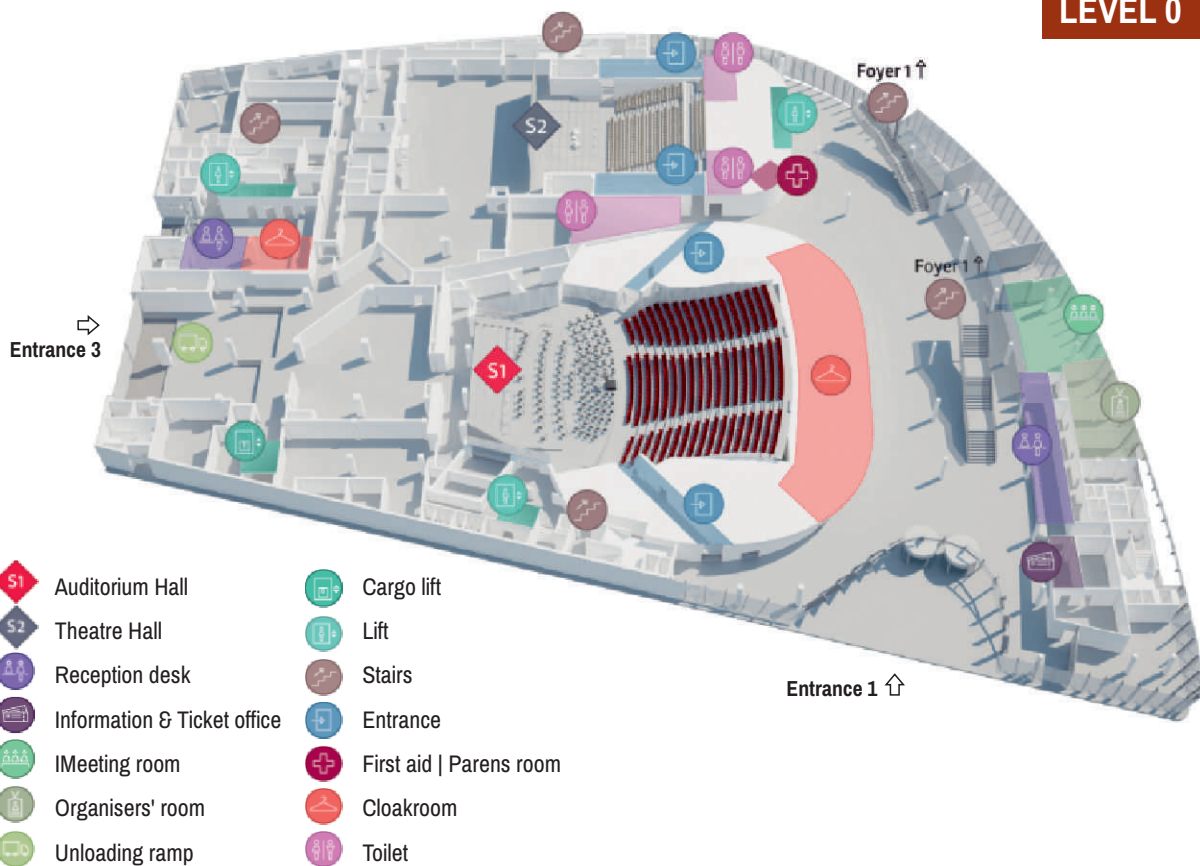 LEVEL 0
Foyer 1 ⇧
S2
Foyer 1 ⇧
Entrance 3
S1
Entrance 1
S1 Auditorium Hall
S2 Theatre Hall
Reception desk
Information & Ticket office
IMeeting room
Organisers' room
Unloading ramp
Cargo lift
Lift
Stairs
Entrance
First aid | Parens room
Cloakroom
Toilet